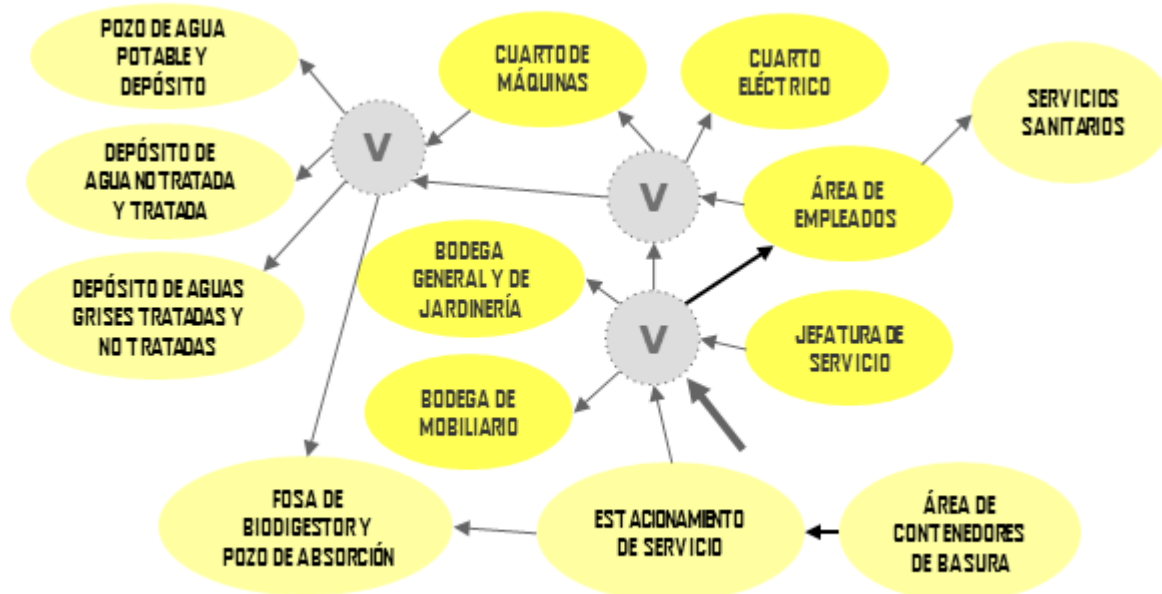 POZO DE AGUA
POTABLE Y
DEPÓSITO
CUARTO DE
MÁQUINAS
CUARTO
ELÉCTRICO
SERVICIOS
SANITARIOS
V
DEPÓSITO DE
AGUA NO TRATADA
Y TRATADA
V
ÁREA DE
EMPLEADOS
BODEGA
GENERAL Y DE
JARDINERÍA
DEPÓSITO DE AGUAS
GRISES TRATADAS Y
NO TRATADAS
V
JEFATURA DE
SERVICIO
BODEGA DE
MOBILIARIO
FOSA DE
BIODIGESTOR Y
POZO DE ABSORCIÓN
ESTACIONAMIENTO
DE SERVICIO
ÁREA DE
CONTENEDORES
DE BASURA